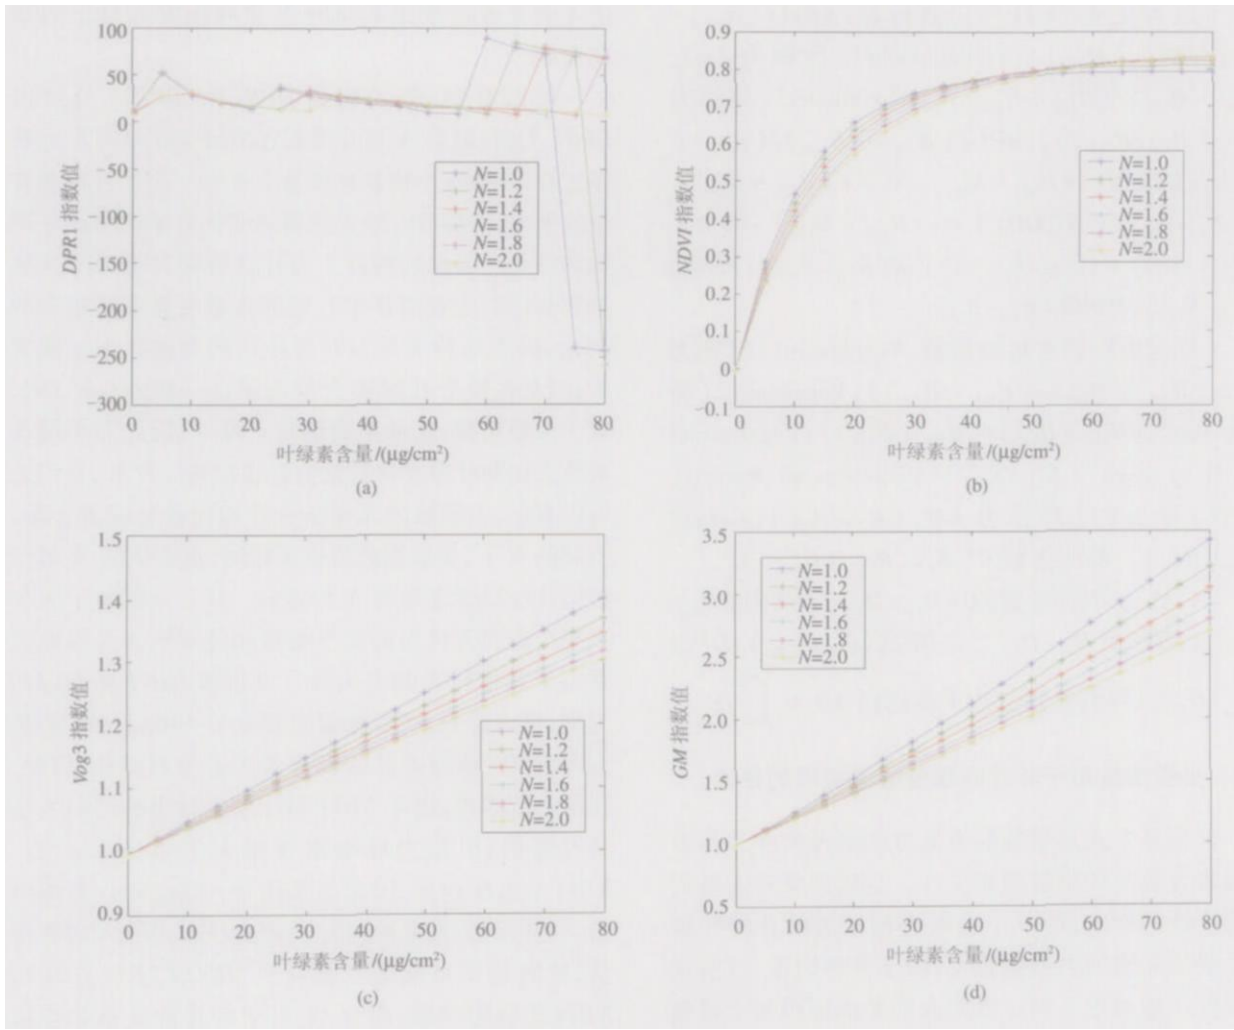 100
50
0
−50
−100
−150
−200
−250
−300
DPR1 指数值
N=1.0
N=1.2
N=1.4
N=1.6
N=1.8
N=2.0
0 10 20 30 40 50 60 70 80
叶绿素含量/(μg/cm²)
(a)
0.9
0.8
0.7
0.6
0.5
0.4
0.3
0.2
0.1
0
−0.1
NDVI 指数值
N=1.0
N=1.2
N=1.4
N=1.6
N=1.8
N=2.0
0 10 20 30 40 50 60 70 80
叶绿素含量/(μg/cm²)
(b)
1.5
1.4
1.3
1.2
1.1
1.0
0.9
Vog3 指数值
N=1.0
N=1.2
N=1.4
N=1.6
N=1.8
N=2.0
0 10 20 30 40 50 60 70 80
叶绿素含量/(μg/cm²)
(c)
3.5
3.0
2.5
2.0
1.5
1.0
0.5
GM 指数值
N=1.0
N=1.2
N=1.4
N=1.6
N=1.8
N=2.0
0 10 20 30 40 50 60 70 80
叶绿素含量/(μg/cm²)
(d)